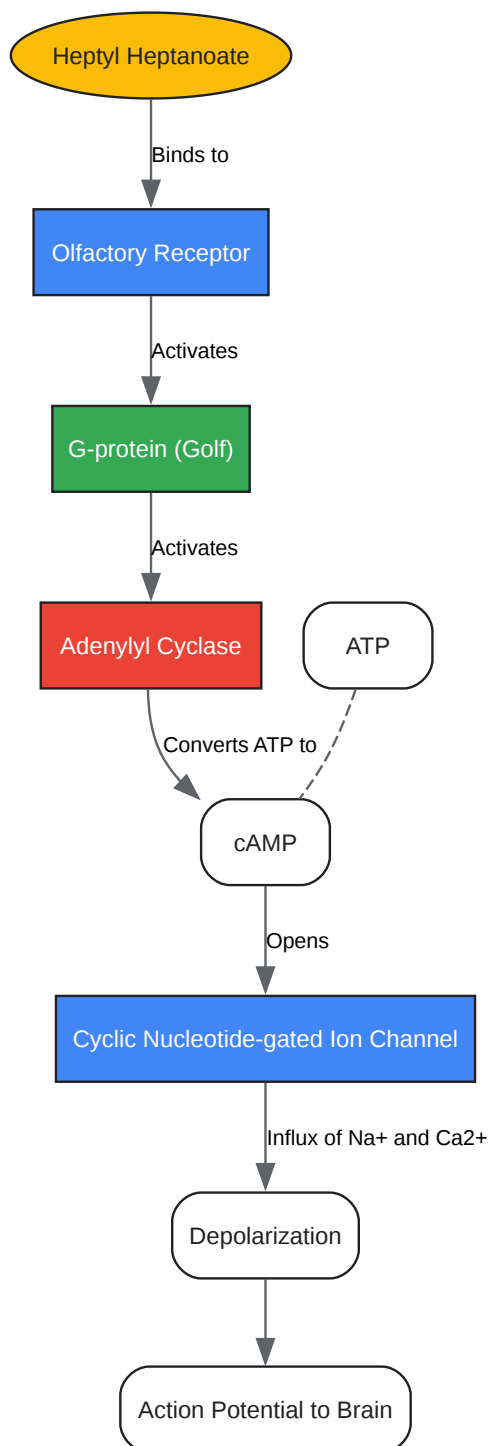 Heptyl Heptanoate
Binds to
Olfactory Receptor
Activates
G-protein (Golf)
Activates
Adenylyl Cyclase
ATP
Converts ATP to
cAMP
Opens
Cyclic Nucleotide-gated Ion Channel
Influx of Na+ and Ca2+
Depolarization
Action Potential to Brain